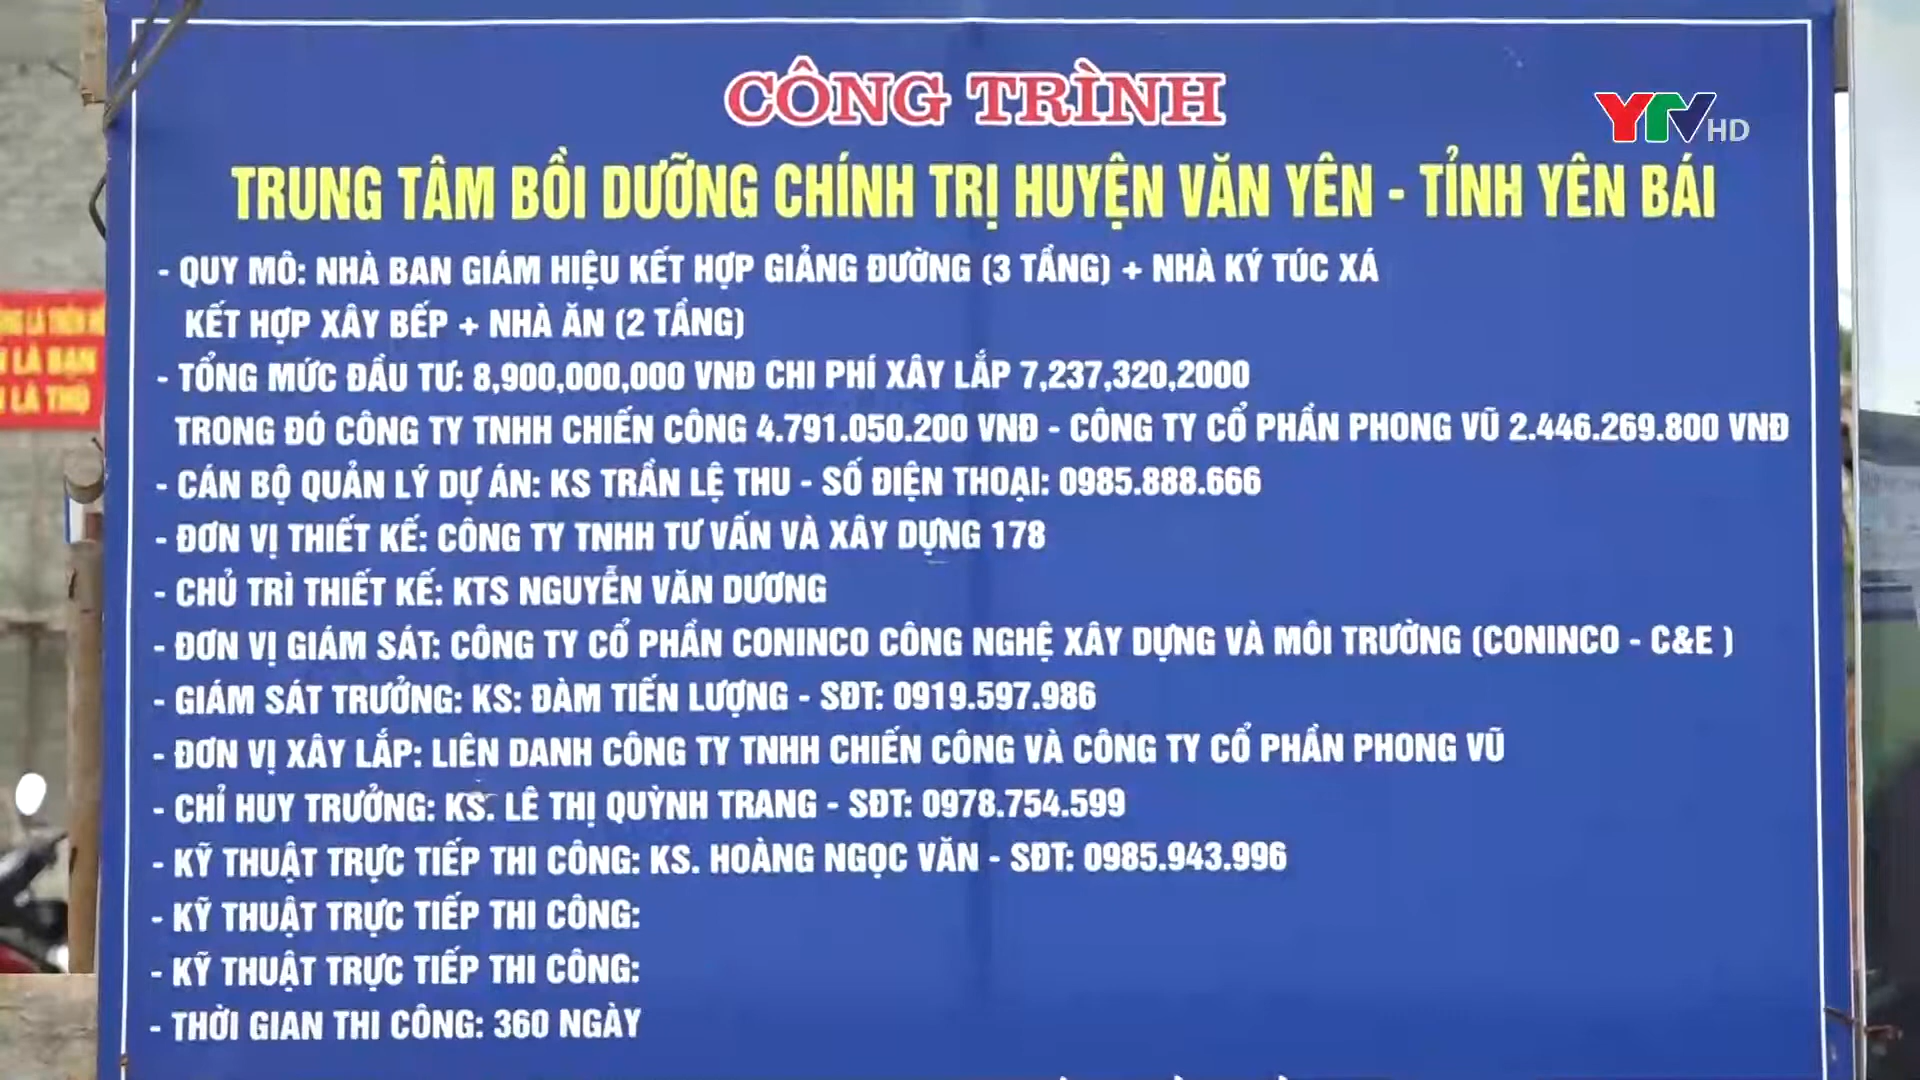 CÔNG TRÌNH
YTV HD
TRUNG TÂM BỒI DƯỠNG CHÍNH TRỊ HUYỆN VĂN YÊN - TỈNH YÊN BÁI
- QUY MÔ: NHÀ BAN GIÁM HIỆU KẾT HỢP GIẢNG ĐƯỜNG (3 TẦNG) + NHÀ KÝ TÚC XÁ
KẾT HỢP XÂY BẾP + NHÀ ĂN (2 TẦNG)
- TỔNG MỨC ĐẦU TƯ: 8,900,000,000 VNĐ CHI PHÍ XÂY LẮP 7,237,320,2000
TRONG ĐÓ CÔNG TY TNHH CHIẾN CÔNG 4.791.050.200 VNĐ - CÔNG TY CỔ PHẦN PHONG VŨ 2.446.269.800 VNĐ
- CÁN BỘ QUẢN LÝ DỰ ÁN: KS TRẦN LỆ THU - SỐ ĐIỆN THOẠI: 0985.888.666
- ĐƠN VỊ THIẾT KẾ: CÔNG TY TNHH TƯ VẤN VÀ XÂY DỰNG 178
- CHỦ TRÌ THIẾT KẾ: KTS NGUYỄN VĂN DƯƠNG
- ĐƠN VỊ GIÁM SÁT: CÔNG TY CỔ PHẦN CONINCO CÔNG NGHỆ XÂY DỰNG VÀ MÔI TRƯỜNG (CONINCO - C&E )
- GIÁM SÁT TRƯỞNG: KS: ĐÀM TIẾN LƯỢNG - SĐT: 0919.597.986
- ĐƠN VỊ XÂY LẮP: LIÊN DANH CÔNG TY TNHH CHIẾN CÔNG VÀ CÔNG TY CỔ PHẦN PHONG VŨ
- CHỈ HUY TRƯỞNG: KS. LÊ THỊ QUỲNH TRANG - SĐT: 0978.754.599
- KỸ THUẬT TRỰC TIẾP THI CÔNG: KS. HOÀNG NGỌC VĂN - SĐT: 0985.943.996
- KỸ THUẬT TRỰC TIẾP THI CÔNG:
- KỸ THUẬT TRỰC TIẾP THI CÔNG:
- THỜI GIAN THI CÔNG: 360 NGÀY
LÀ BẠN
LÀ THÙ